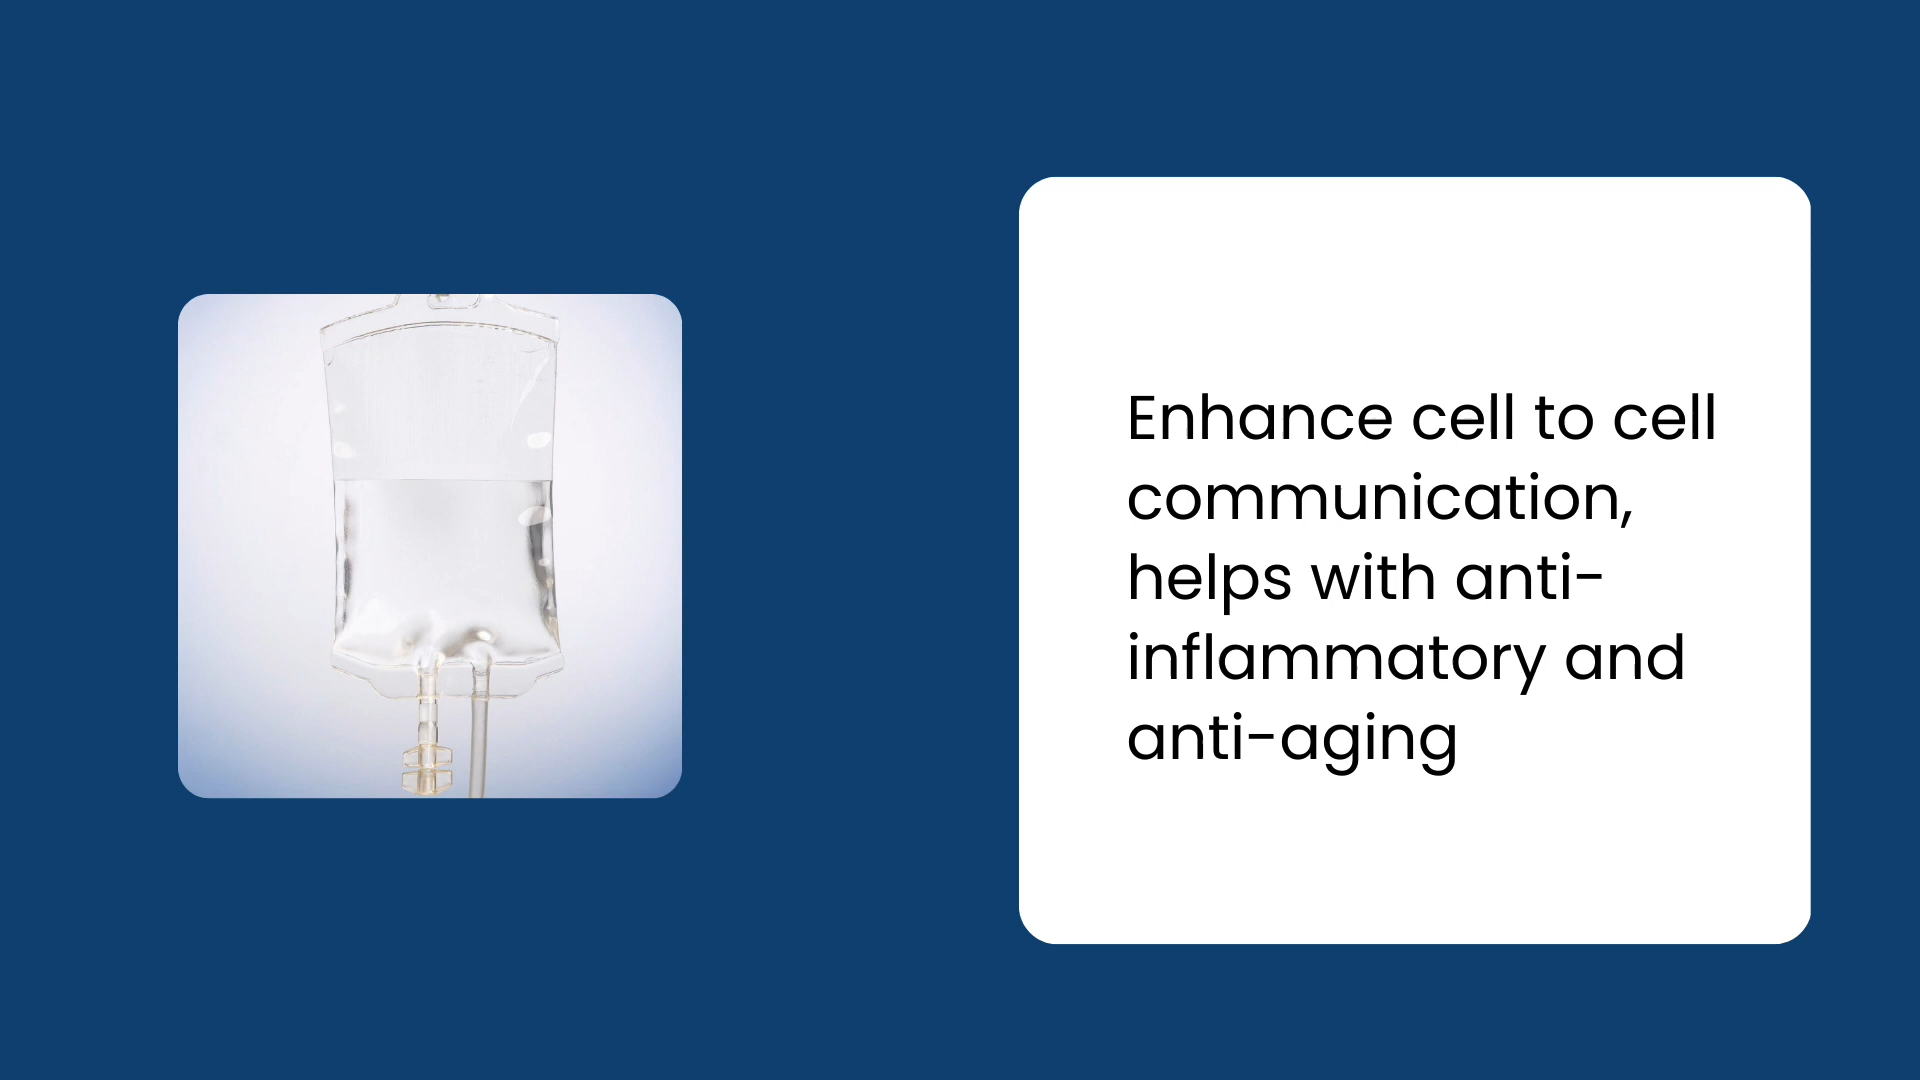 Enhance cell to cell
communication,
helps with anti-
inflammatory and
anti-aging